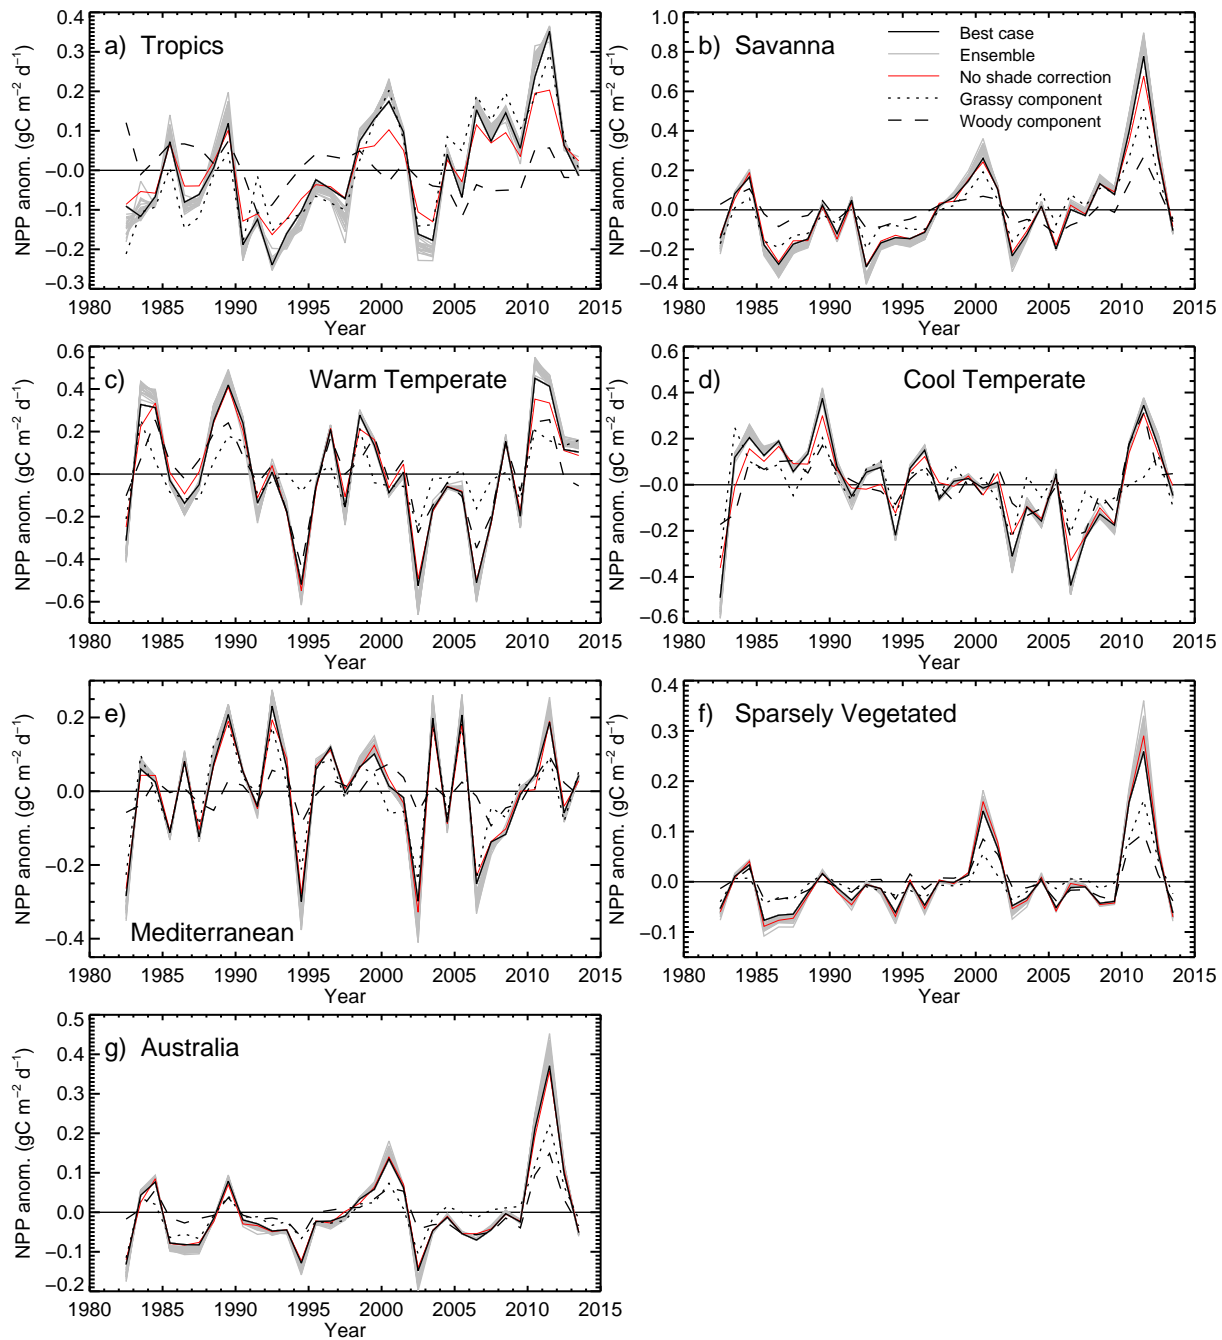 a) Tropics
NPP anom. (gC m−2 d−1)
0.4
0.3
0.2
0.1
−0.0
−0.1
−0.2
−0.3
1980 1985 1990 1995 2000 2005 2010 2015
Year
b) Savanna
Best case
Ensemble
No shade correction
Grassy component
Woody component
NPP anom. (gC m−2 d−1)
1.0
0.8
0.6
0.4
0.2
−0.0
−0.2
−0.4
1980 1985 1990 1995 2000 2005 2010 2015
Year
c) Warm Temperate
NPP anom. (gC m−2 d−1)
0.6
0.4
0.2
−0.0
−0.2
−0.4
−0.6
1980 1985 1990 1995 2000 2005 2010 2015
Year
d) Cool Temperate
NPP anom. (gC m−2 d−1)
0.6
0.4
0.2
−0.0
−0.2
−0.4
−0.6
1980 1985 1990 1995 2000 2005 2010 2015
Year
e)
Mediterranean
NPP anom. (gC m−2 d−1)
0.2
0.0
−0.2
−0.4
1980 1985 1990 1995 2000 2005 2010 2015
Year
f) Sparsely Vegetated
NPP anom. (gC m−2 d−1)
0.4
0.3
0.2
0.1
−0.0
−0.1
1980 1985 1990 1995 2000 2005 2010 2015
Year
g) Australia
NPP anom. (gC m−2 d−1)
0.5
0.4
0.3
0.2
0.1
−0.0
−0.1
−0.2
1980 1985 1990 1995 2000 2005 2010 2015
Year